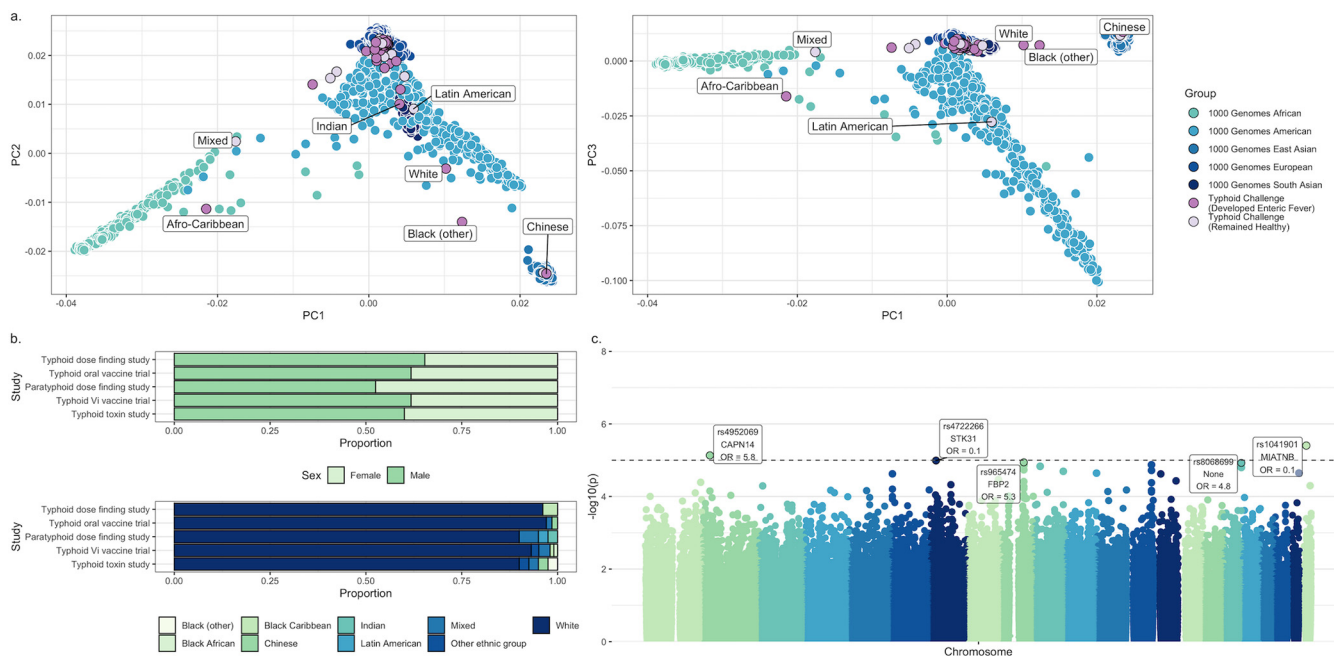 a.
Mixed
Latin American
Indian
White
Afro-Caribbean
Black (other)
Chinese
PC2
0.02
0.01
0.00
-0.01
-0.02
-0.04
-0.02
0.00
0.02
PC1
Mixed
White
Chinese
Black (other)
Afro-Caribbean
Latin American
PC3
0.000
-0.025
-0.050
-0.075
-0.100
-0.04
-0.02
0.00
0.02
PC1
Group
1000 Genomes African
1000 Genomes American
1000 Genomes East Asian
1000 Genomes European
1000 Genomes South Asian
Typhoid Challenge
(Developed Enteric Fever)
Typhoid Challenge
(Remained Healthy)
b.
Study
Typhoid dose finding study
Typhoid oral vaccine trial
Paratyphoid dose finding study
Typhoid Vi vaccine trial
Typhoid toxin study
0.00
0.25
0.50
0.75
1.00
Proportion
Sex
Female
Male
Study
Typhoid dose finding study
Typhoid oral vaccine trial
Paratyphoid dose finding study
Typhoid Vi vaccine trial
Typhoid toxin study
0.00
0.25
0.50
0.75
1.00
Proportion
Black (other)
Black Caribbean
Indian
Mixed
White
Black African
Chinese
Latin American
Other ethnic group
c.
-log10(p)
8
6
4
2
0
rs4952069
CAPN14
OR = 5.8
rs4722266
STK31
OR = 0.1
rs965474
FBP2
OR = 5.3
rs8068699
None
OR = 4.8
rs1041901
MIATNB
OR = 0.1
Chromosome